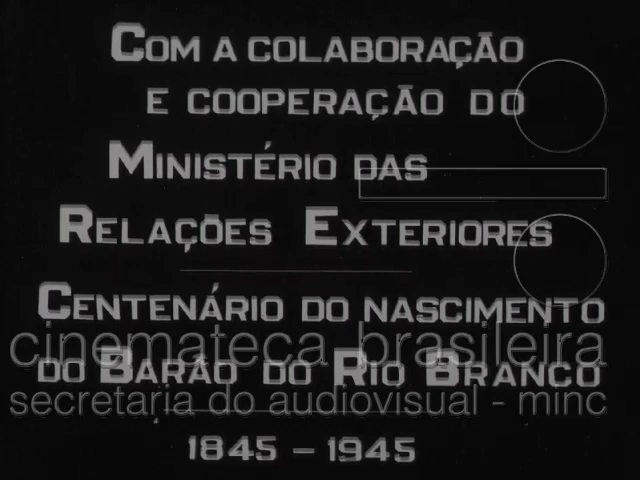 COM A COLABORAÇÃO
E COOPERAÇÃO DO
MINISTÉRIO DAS
RELAÇÕES EXTERIORES
CENTENÁRIO DO NASCIMENTO
cinemateca brasileira
DO BARÃO DO RIO BRANCO
secretaria do audiovisual - minc
1845 - 1945